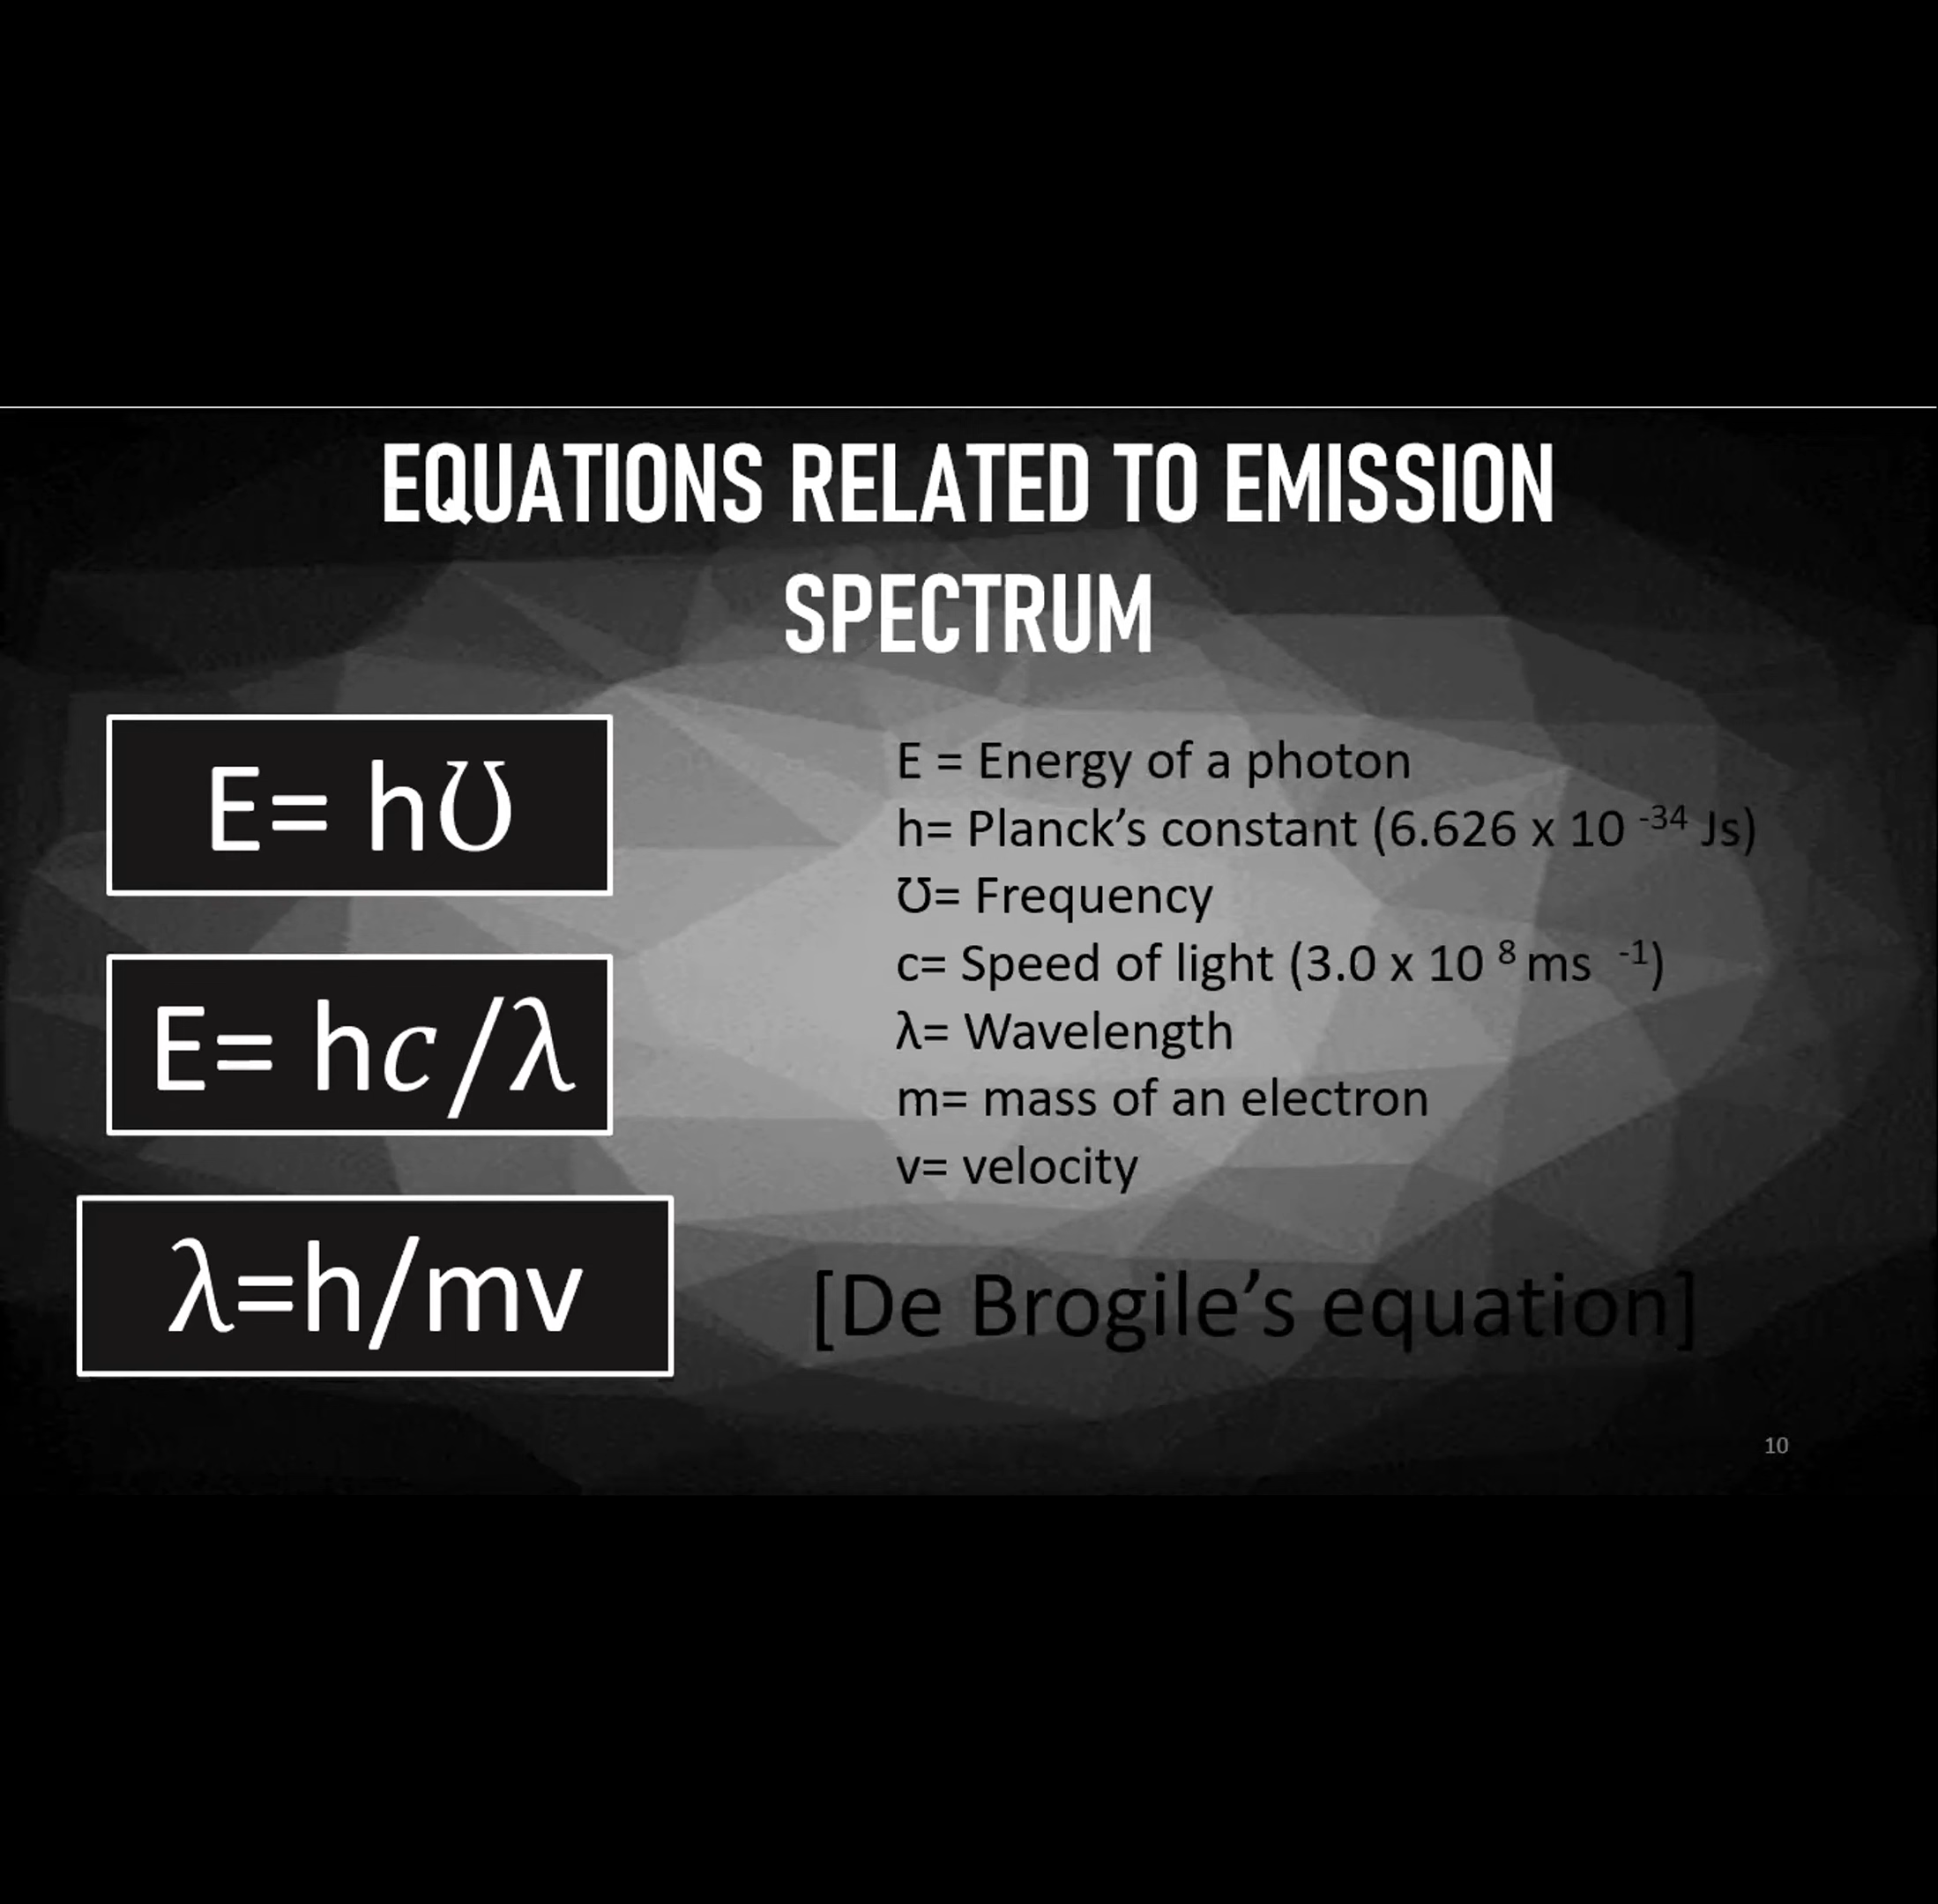 EQUATIONS RELATED TO EMISSION
SPECTRUM
E= h℧
E= hc/λ
λ=h/mv
E = Energy of a photon
h= Planck’s constant (6.626 x 10 ⁻³⁴ Js)
℧= Frequency
c= Speed of light (3.0 x 10 ⁸ ms ⁻¹)
λ= Wavelength
m= mass of an electron
v= velocity
[De Brogile’s equation]
10